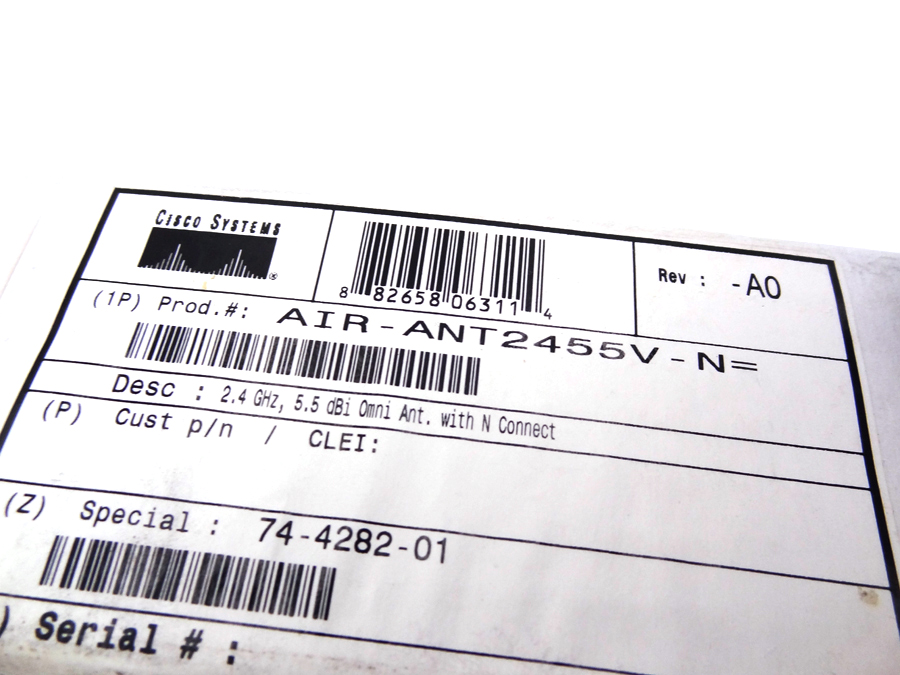 CISCO SYSTEMS
®
8 82658 06311 4
Rev : -A0
(1P) Prod.#: AIR-ANT2455V-N=
Desc : 2.4 GHz, 5.5 dBi Omni Ant. with N Connect
(P) Cust p/n / CLEI:
(Z) Special : 74-4282-01
) Serial # :